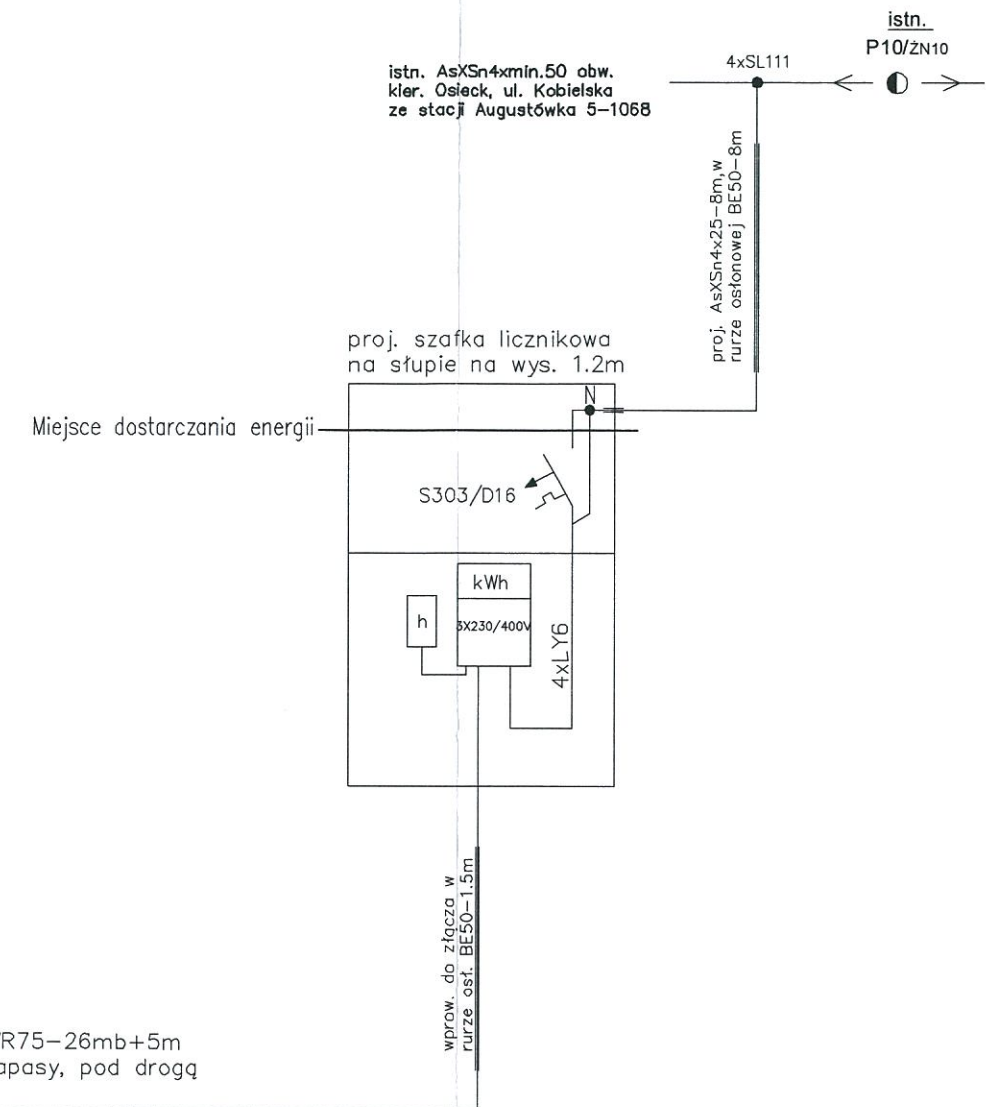 istn.
P10/ŻN10
4xSL111
istn. AsXSn4xmin.50 obw.
kier. Osieck, ul. Kobielska
ze stacji Augustówka 5-1068
proj. AsXSn4x25-8m,w
rurze osłonowej BE50-8m
proj. szafka licznikowa
na słupie na wys. 1.2m
N
Miejsce dostarczania energii
S303/D16
kWh
3X230/400V
h
4xLY6
wprow. do złącza w
rurze osł. BE50-1.5m
R75-26mb+5m
apasy, pod drogą